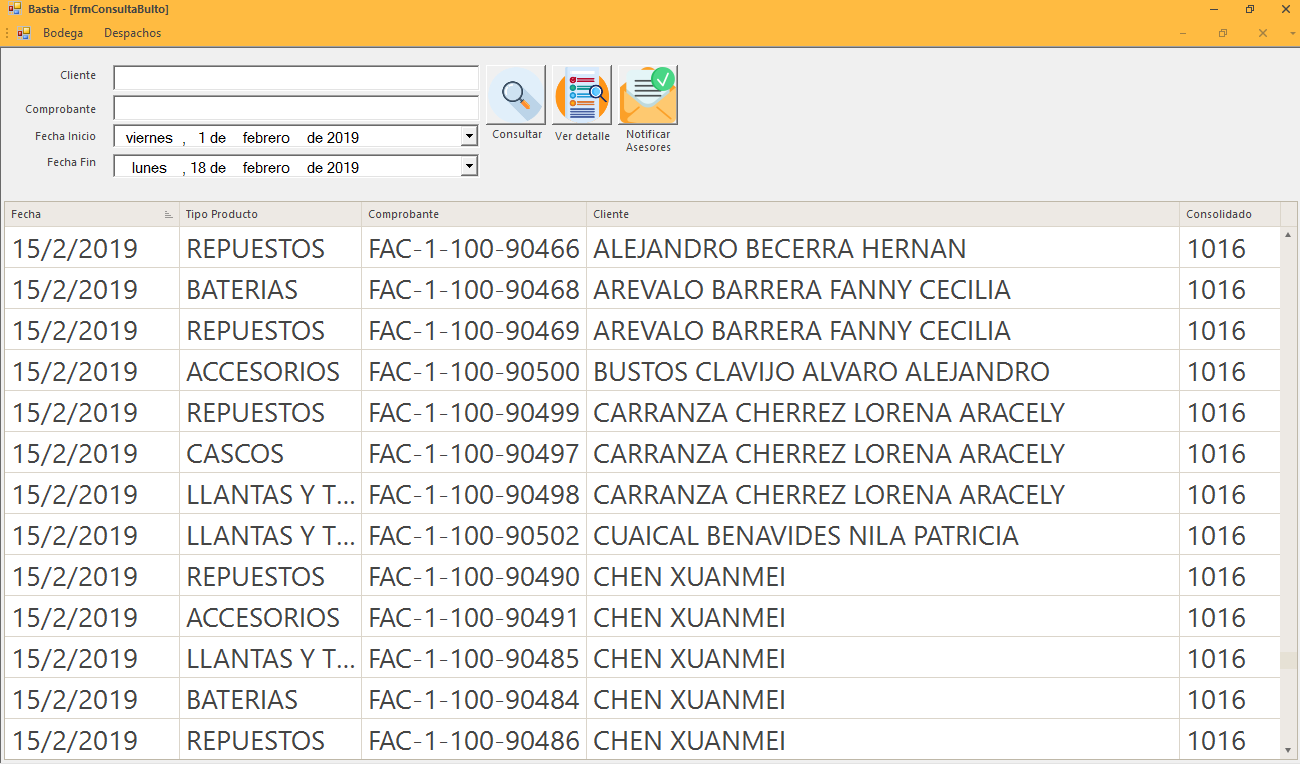 Bastia - [frmConsultaBulto]
Bodega Despachos
Cliente
Comprobante
Fecha Inicio viernes , 1 de febrero de 2019
Fecha Fin lunes , 18 de febrero de 2019
Consultar Ver detalle Notificar Asesores
Fecha Tipo Producto Comprobante Cliente Consolidado
15/2/2019 REPUESTOS FAC-1-100-90466 ALEJANDRO BECERRA HERNAN 1016
15/2/2019 BATERIAS FAC-1-100-90468 AREVALO BARRERA FANNY CECILIA 1016
15/2/2019 REPUESTOS FAC-1-100-90469 AREVALO BARRERA FANNY CECILIA 1016
15/2/2019 ACCESORIOS FAC-1-100-90500 BUSTOS CLAVIJO ALVARO ALEJANDRO 1016
15/2/2019 REPUESTOS FAC-1-100-90499 CARRANZA CHERREZ LORENA ARACELY 1016
15/2/2019 CASCOS FAC-1-100-90497 CARRANZA CHERREZ LORENA ARACELY 1016
15/2/2019 LLANTAS Y T... FAC-1-100-90498 CARRANZA CHERREZ LORENA ARACELY 1016
15/2/2019 LLANTAS Y T... FAC-1-100-90502 CUAICAL BENAVIDES NILA PATRICIA 1016
15/2/2019 REPUESTOS FAC-1-100-90490 CHEN XUANMEI 1016
15/2/2019 ACCESORIOS FAC-1-100-90491 CHEN XUANMEI 1016
15/2/2019 LLANTAS Y T... FAC-1-100-90485 CHEN XUANMEI 1016
15/2/2019 BATERIAS FAC-1-100-90484 CHEN XUANMEI 1016
15/2/2019 REPUESTOS FAC-1-100-90486 CHEN XUANMEI 1016